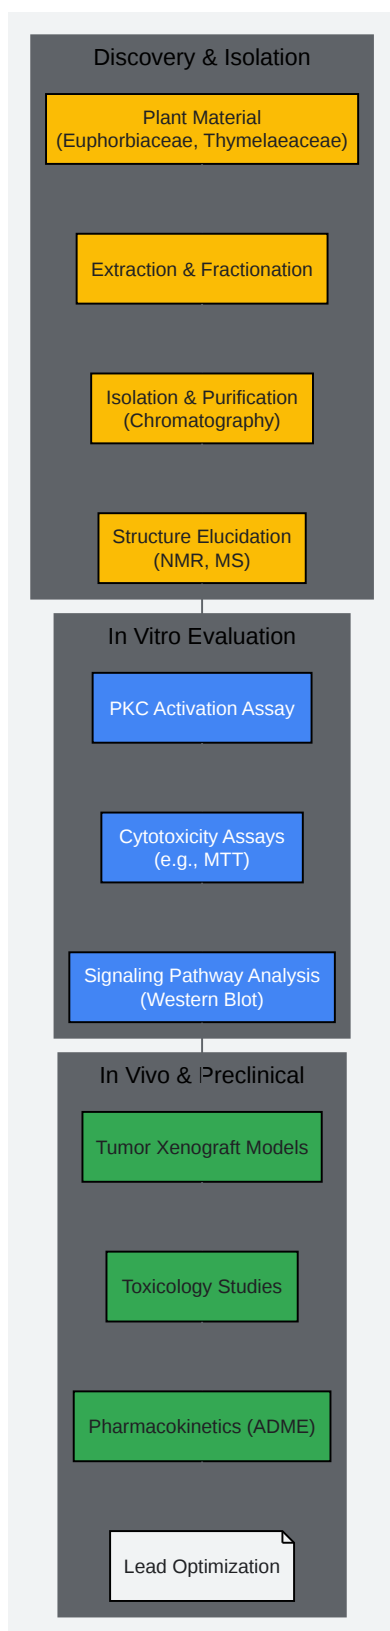 Discovery & Isolation
Plant Material
(Euphorbiaceae, Thymelaeaceae)
Extraction & Fractionation
Isolation & Purification
(Chromatography)
Structure Elucidation
(NMR, MS)
In Vitro Evaluation
PKC Activation Assay
Cytotoxicity Assays
(e.g., MTT)
Signaling Pathway Analysis
(Western Blot)
In Vivo & Preclinical
Tumor Xenograft Models
Toxicology Studies
Pharmacokinetics (ADME)
Lead Optimization